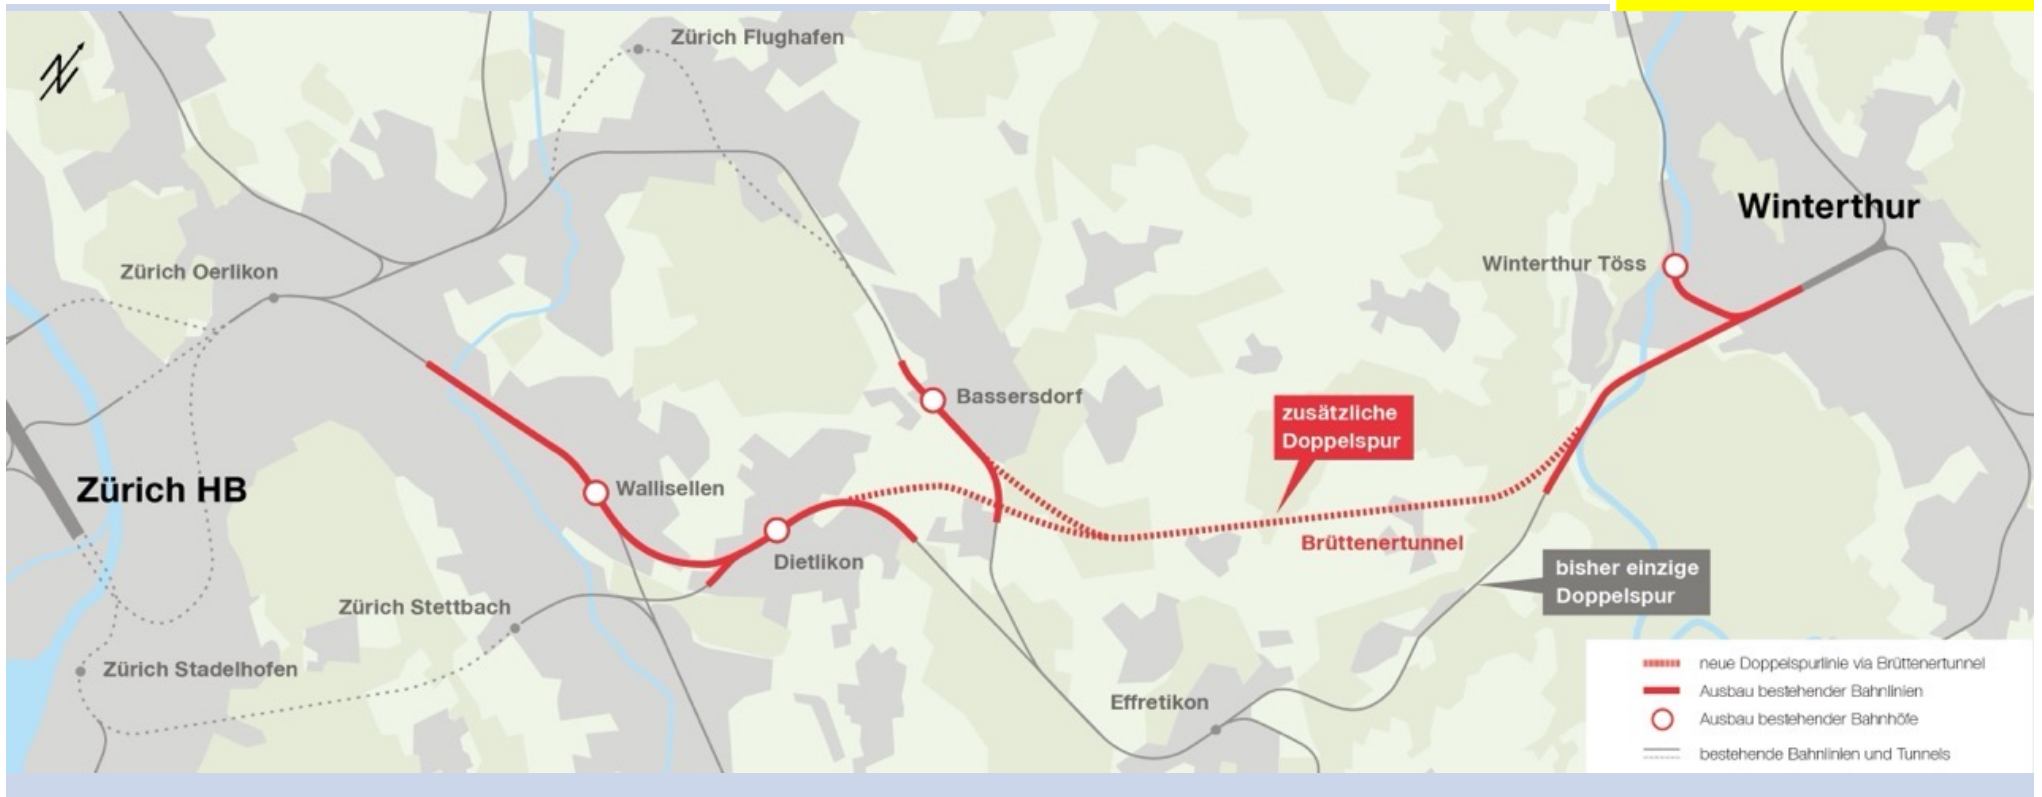 Zürich Flughafen
Winterthur
Winterthur Töss
Zürich Oerlikon
Bassersdorf
zusätzliche
Doppelspur
Zürich HB
Wallisellen
Brüttenertunnel
Dietlikon
bisher einzige
Doppelspur
Zürich Stettbach
Zürich Stadelhofen
Effretikon
neue Doppelspurlinie via Brüttenertunnel
Ausbau bestehender Bahnlinien
Ausbau bestehender Bahnhöfe
bestehende Bahnlinien und Tunnels